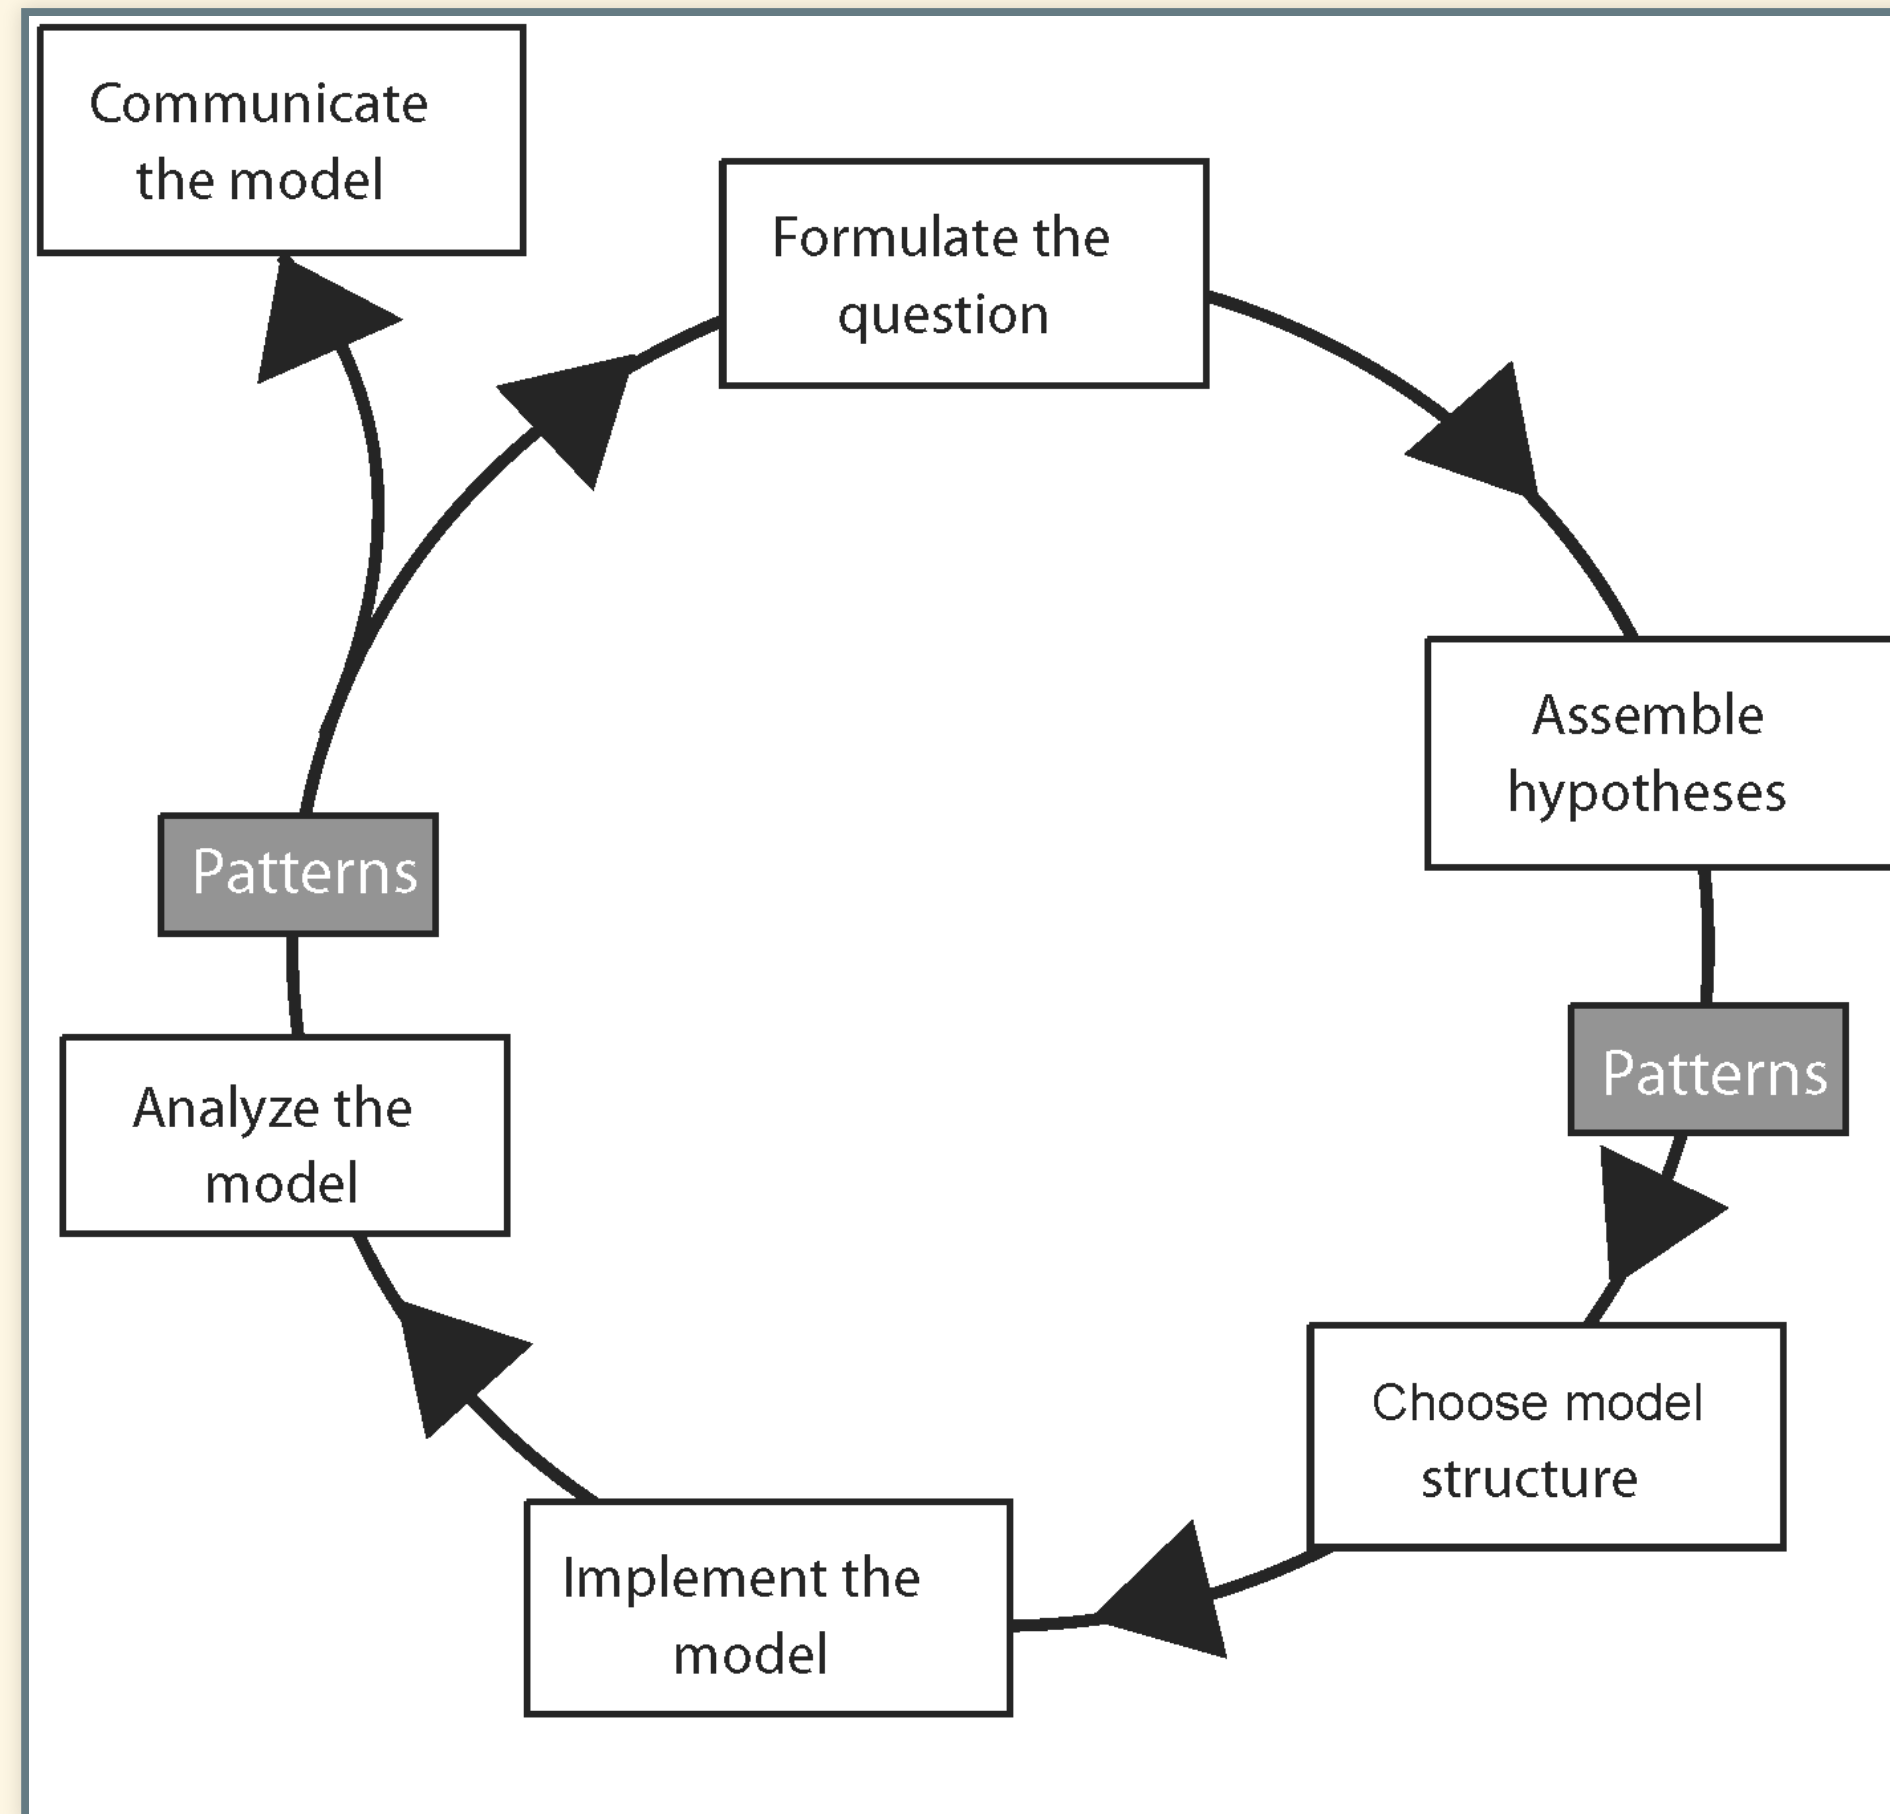 Communicate
the model
Formulate the
question
Assemble
hypotheses
Patterns
Patterns
Analyze the
model
Choose model
structure
Implement the
model